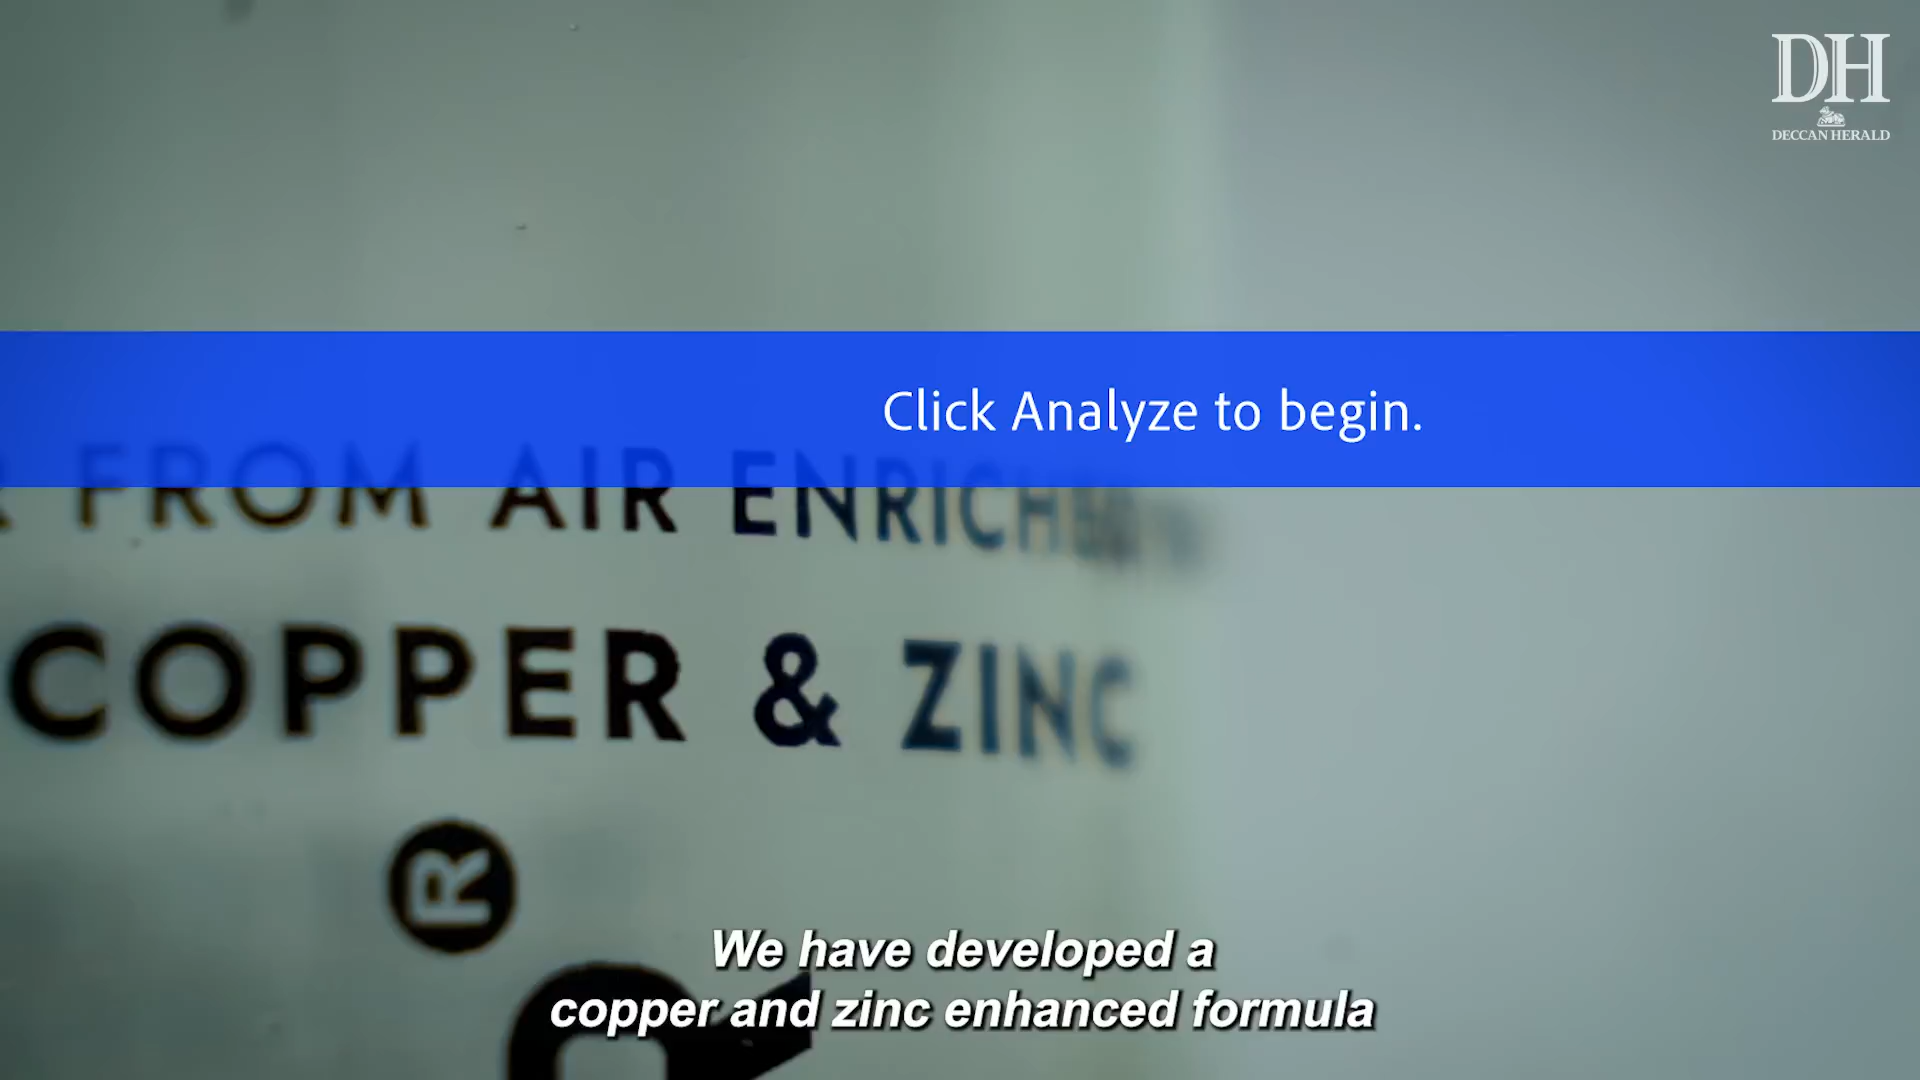 DH
DECCAN HERALD
Click Analyze to begin.
FROM AIR ENRICHED
COPPER & ZINC
®
We have developed a
copper and zinc enhanced formula